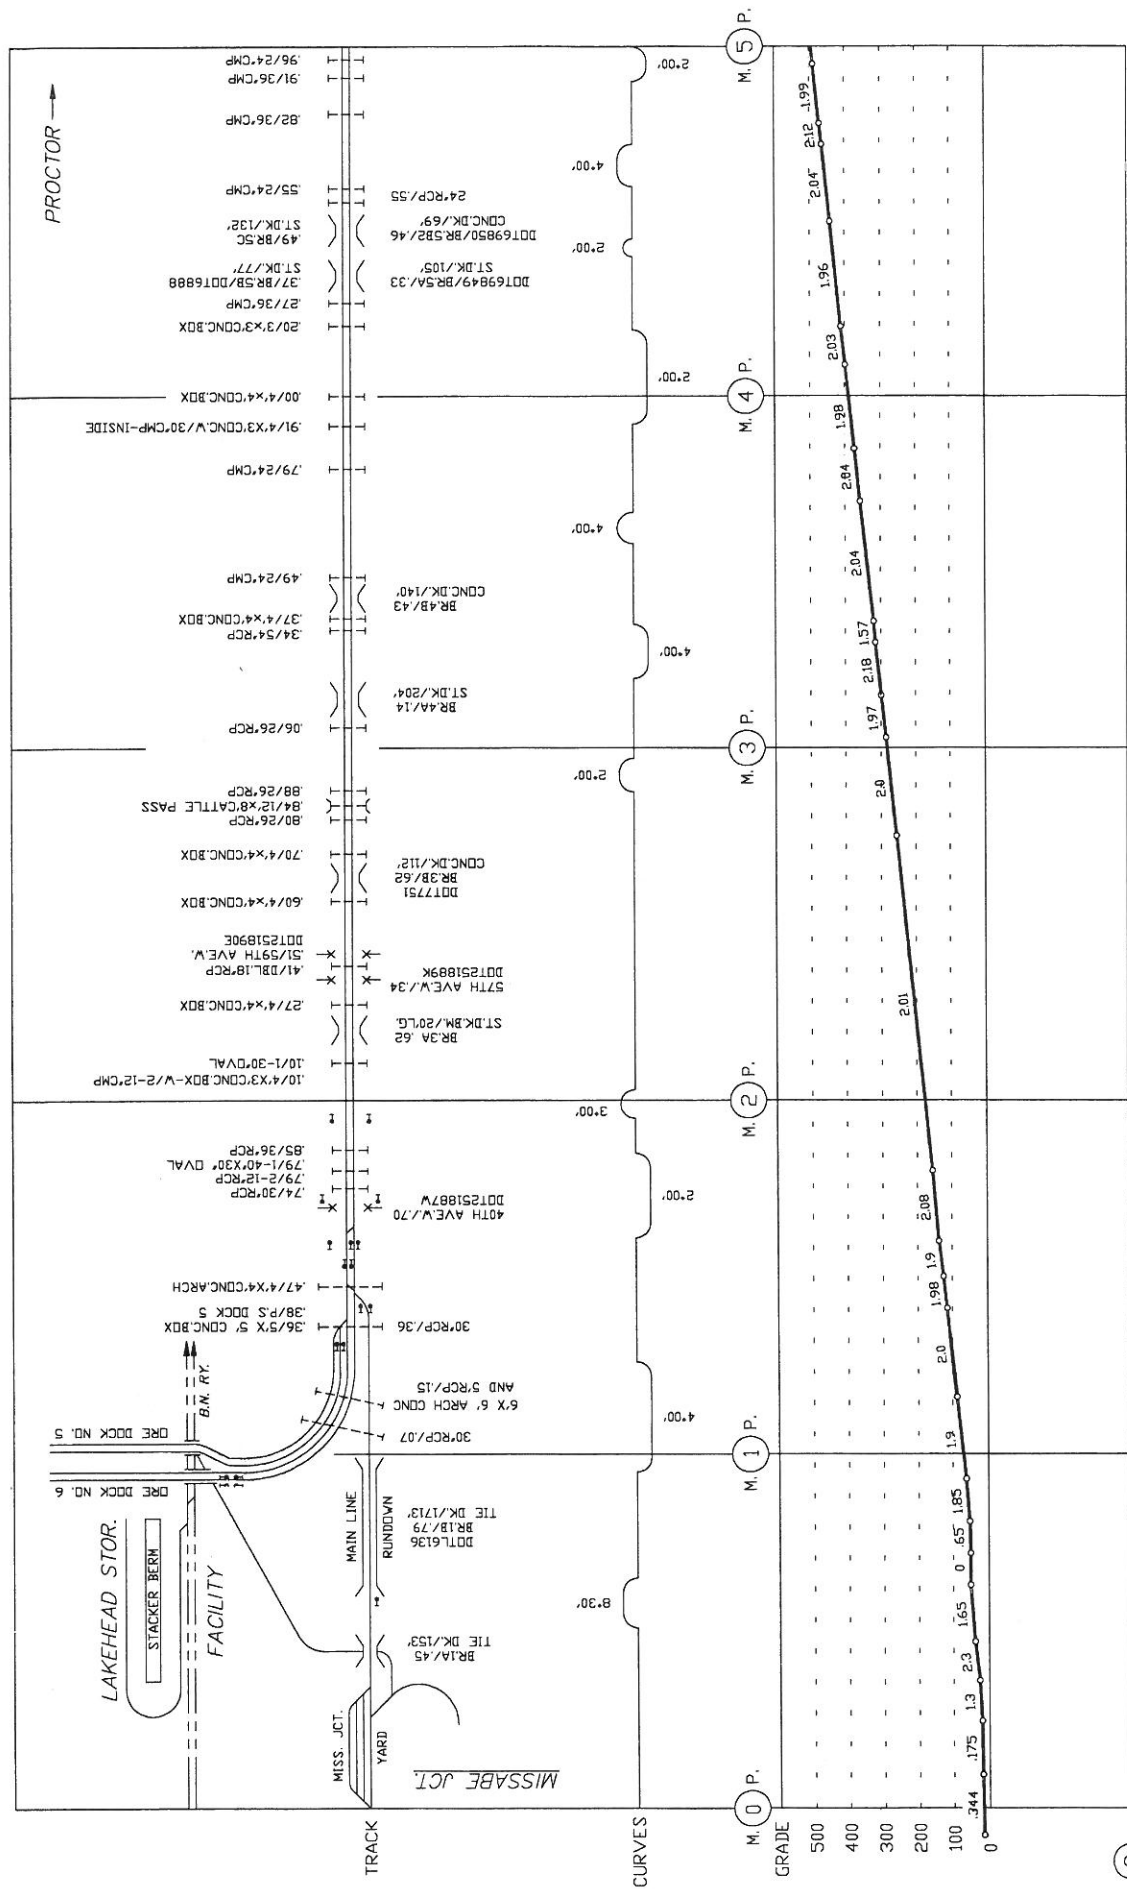 PROCTOR
.96/24"CMP
.91/36"CMP
.82/36"CMP
.55/24"CMP
.49/BR.5C
ST.DK./132'
.37/BR.5B/DOT6888
ST.DK./77'
.27/36"CMP
.20/3'x3'CONC.BOX
.00/4'x4'CONC.BOX
.91/4'X3'CONC.W/30"CMP-INSIDE
.79/24"CMP
.49/24"CMP
.37/4'x4'CONC.BOX
.34/54"RCP
.06/26"RCP
.88/26"RCP
.84/12'x8'CATTLE PASS
.80/26"RCP
.70/4'x4'CONC.BOX
.60/4'x4'CONC.BOX
.51/59TH AVE.W.
DOT251890E
.41/DBL.18"RCP
.27/4'x4'CONC.BOX
.10/1-30"OVAL
.10/4'X3'CONC.BOX-W/2-12"CMP
.85/36"RCP
.79/1-40"X30" OVAL
.79/2-12"RCP
.74/30"RCP
.47/4'X4'CONC.ARCH
.38/P.S DOCK 5
.36/5'X 5' CONC.BOX
24"RCP/.55
DOT69850/BR.5B2/.46
CONC.DK./69'
DOT69849/BR.5A/.33
ST.DK./105'
BR.4B/.43
CONC.DK./140'
BR.4A/.14
ST.DK./204'
DOT7751
BR.3B/.62
CONC.DK./112'
57TH AVE.W./.34
DOT251889K
BR.3A .62
ST.DK.BM./20'LG.
40TH AVE.W./.70
DOT251887W
30"RCP/.36
6'X 6' ARCH CONC
AND 5'RCP/.15
30"RCP/.07
DOTL6136
BR.1B/.79
TIE DK./1713'
BR.1A/.45
TIE DK./153'
B.N. RY.
ORE DOCK NO. 5
ORE DOCK NO. 6
LAKEHEAD STOR.
STACKER BERM
FACILITY
MAIN LINE
RUNDOWN
MISS. JCT.
YARD
MISSABE JCT.
TRACK
CURVES
8°30'
4°00'
2°00'
3°00'
2°00'
4°00'
4°00'
2°00'
2°00'
4°00'
2°00'
M. 0 P.
M. 1 P.
M. 2 P.
M. 3 P.
M. 4 P.
M. 5 P.
GRADE
500
400
300
200
100
0
.344
.175
1.3
2.3
1.65
0
.65
1.85
1.9
2.0
1.98
1.9
2.08
2.01
2.0
1.97
2.18
1.57
2.04
2.04
1.98
2.03
1.96
2.04
2.12
1.99